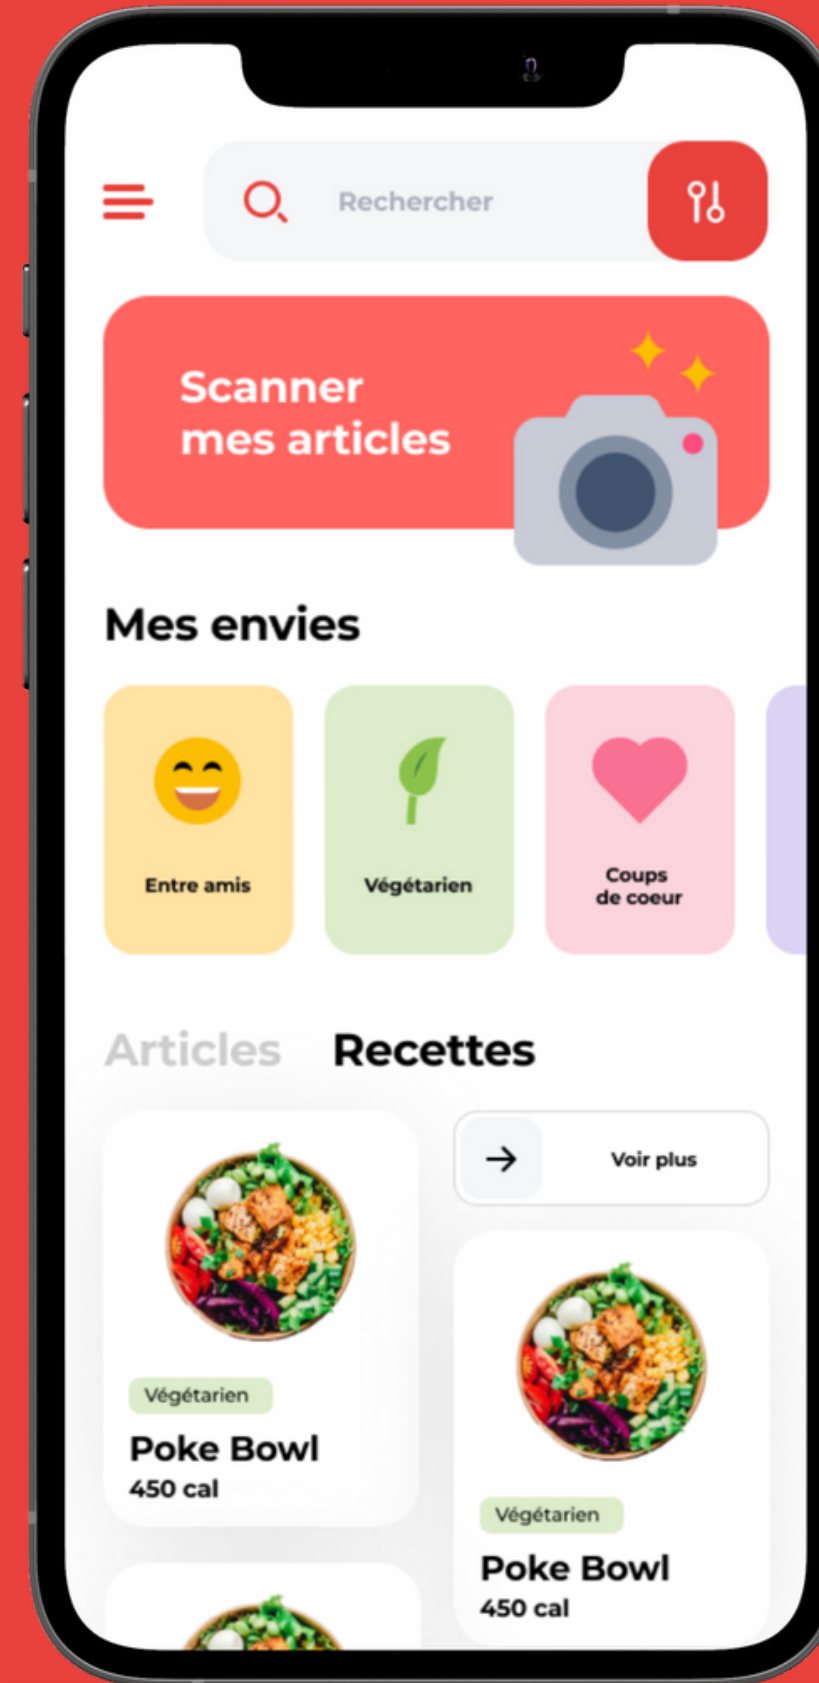 Rechercher
Scanner
mes articles
Mes envies
Entre amis
Végétarien
Coups
de coeur
Articles
Recettes
Végétarien
Poke Bowl
450 cal
Voir plus
Végétarien
Poke Bowl
450 cal